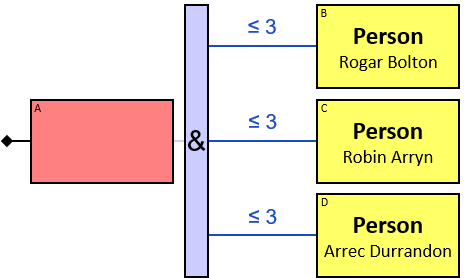 B
≤ 3
Person
Rogar Bolton
A
&
C
≤ 3
Person
Robin Arryn
D
≤ 3
Person
Arrec Durrandon